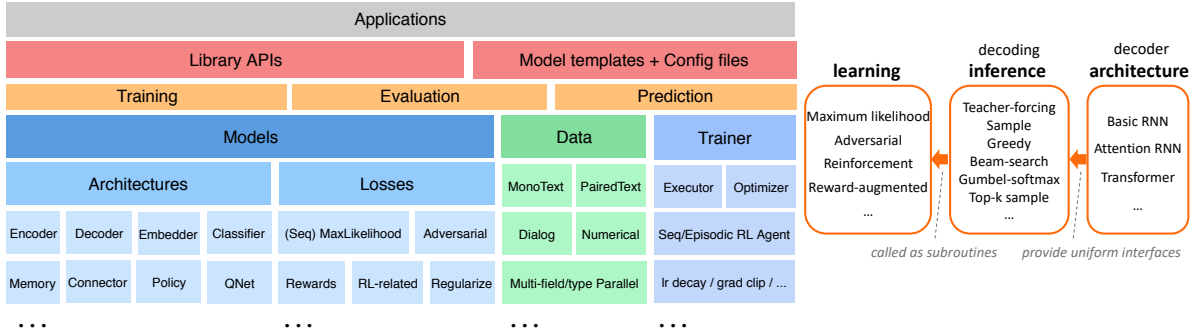 Applications
Library APIs Model templates + Config files
Training Evaluation Prediction
Models Data Trainer
Architectures Losses MonoText PairedText Executor Optimizer
Encoder Decoder Embedder Classifier (Seq) MaxLikelihood Adversarial Dialog Numerical Seq/Episodic RL Agent
Memory Connector Policy QNet Rewards RL-related Regularize Multi-field/type Parallel lr decay / grad clip / ...
... ... ... ...
learning
Maximum likelihood
Adversarial
Reinforcement
Reward-augmented
...
decoding
inference
Teacher-forcing
Sample
Greedy
Beam-search
Gumbel-softmax
Top-k sample
...
decoder
architecture
Basic RNN
Attention RNN
Transformer
...
called as subroutines
provide uniform interfaces